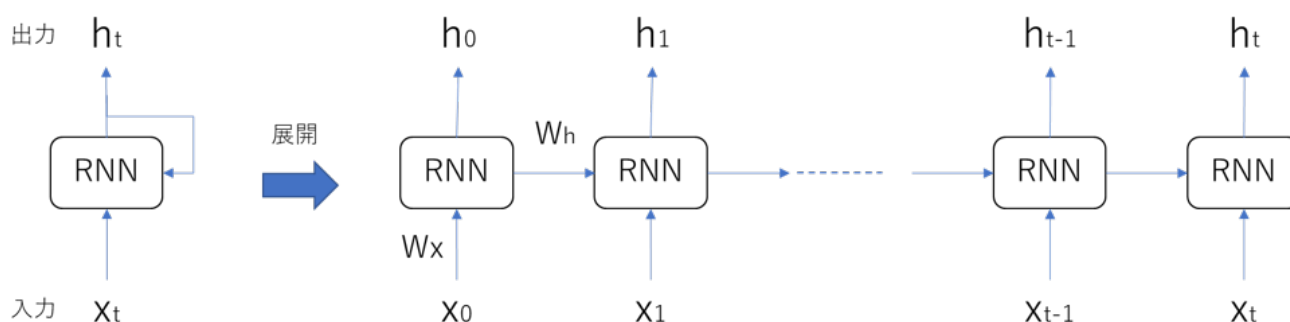 出力 ht h0 h1 ht-1 ht
展開
Wh
RNN RNN RNN RNN RNN
Wx
入力 xt x0 x1 xt-1 xt